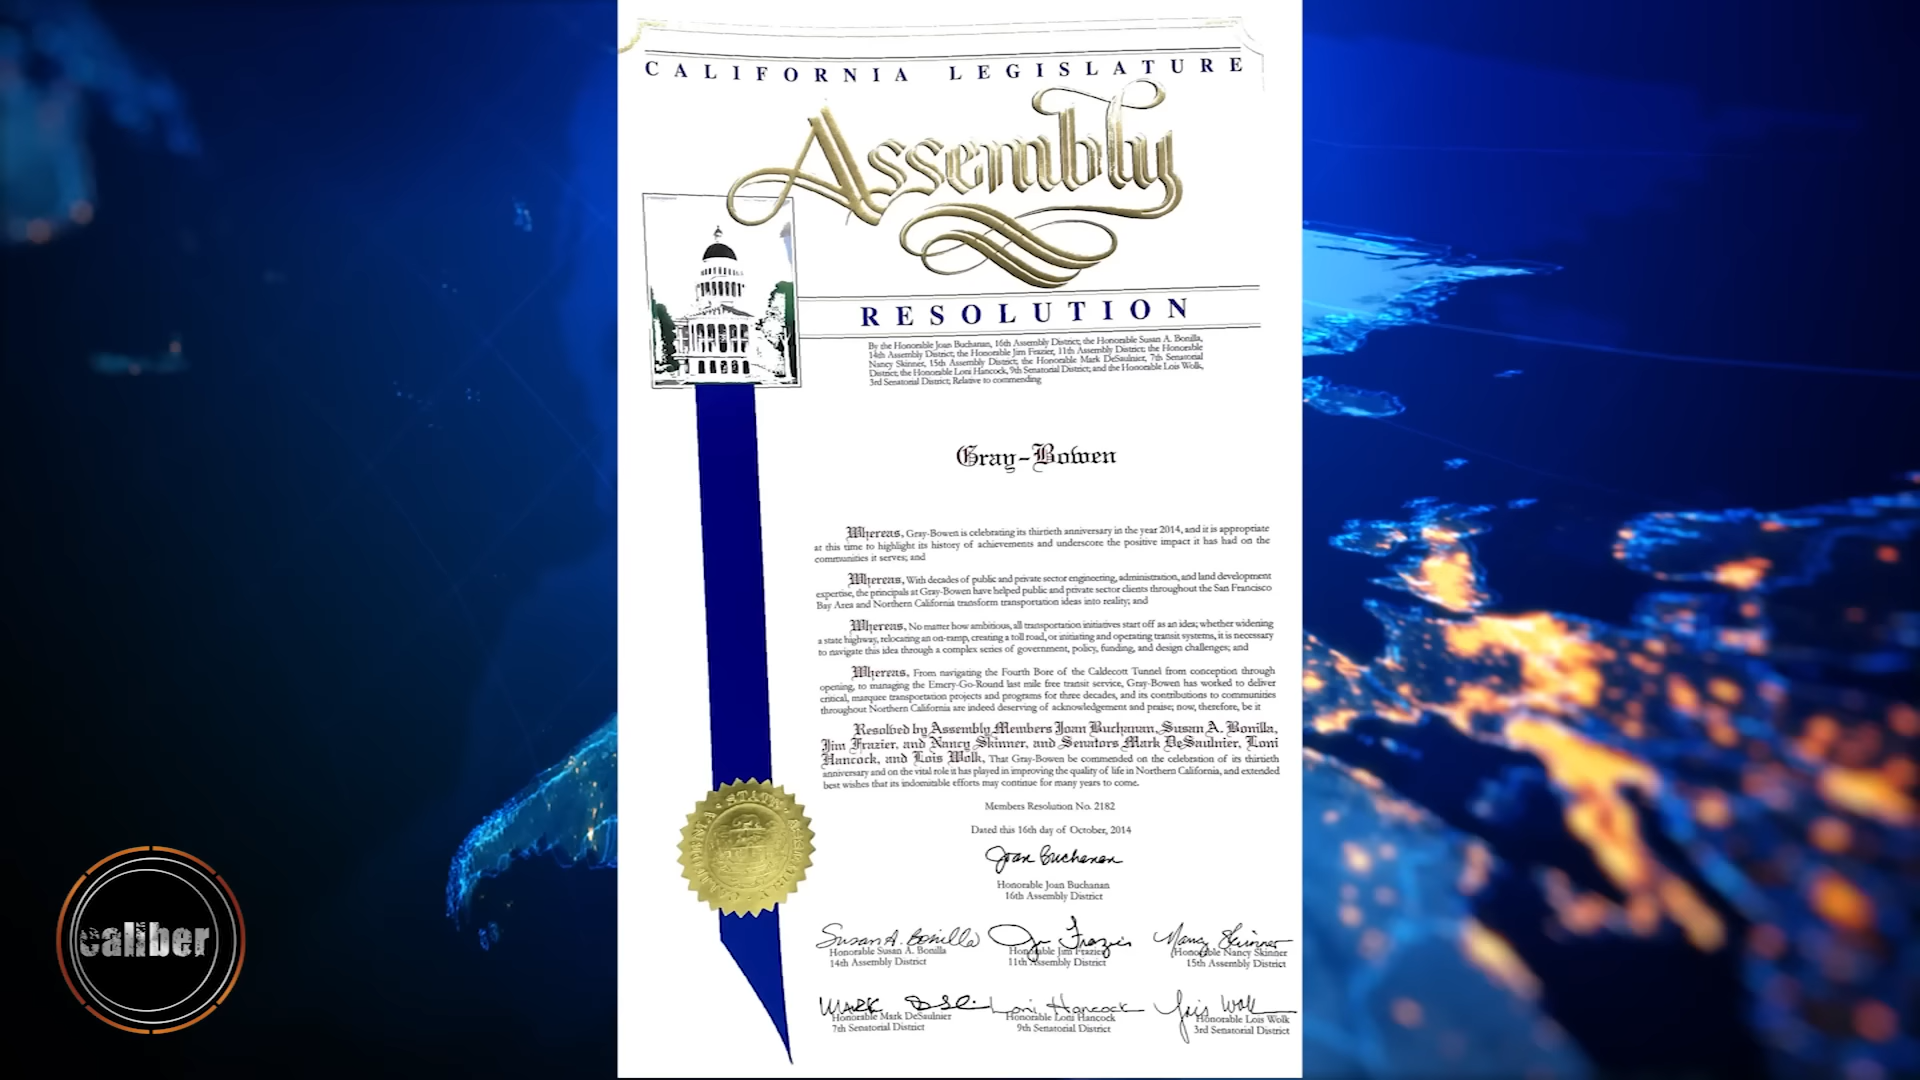 CALIFORNIA LEGISLATURE
Assembly
RESOLUTION
By the Honorable Joan Buchanan, 16th Assembly District; the Honorable Susan A. Bonilla,
14th Assembly District; the Honorable Jim Frazier, 11th Assembly District; the Honorable
Nancy Skinner, 15th Assembly District; the Honorable Mark DeSaulnier, 7th Senatorial
District; the Honorable Loni Hancock, 9th Senatorial District; and the Honorable Lois Wolk,
3rd Senatorial District; Relative to commending
Gray-Bowen
Whereas, Gray-Bowen is celebrating its thirtieth anniversary in the year 2014, and it is appropriate
at this time to highlight its history of achievements and underscore the positive impact it has had on the
communities it serves; and
Whereas, With decades of public and private sector engineering, administration, and land development
expertise, the principals at Gray-Bowen have helped public and private sector clients throughout the San Francisco
Bay Area and Northern California transform transportation ideas into reality; and
Whereas, No matter how ambitious, all transportation initiatives start off as an idea; whether widening
a state highway, relocating an on-ramp, creating a toll road, or initiating and operating transit systems, it is necessary
to navigate this idea through a complex series of government, policy, funding, and design challenges; and
Whereas, From navigating the Fourth Bore of the Caldecott Tunnel from conception through
opening, to managing the Emery-Go-Round last mile free transit service, Gray-Bowen has worked to deliver
critical, marquee transportation projects and programs for three decades, and its contributions to communities
throughout Northern California are indeed deserving of acknowledgement and praise; now, therefore, be it
Resolved by Assembly Members Joan Buchanan, Susan A. Bonilla,
Jim Frazier, and Nancy Skinner, and Senators Mark DeSaulnier, Loni
Hancock, and Lois Wolk, That Gray-Bowen be commended on the celebration of its thirtieth
anniversary and on the vital role it has played in improving the quality of life in Northern California, and extended
best wishes that its indomitable efforts may continue for many years to come.
Members Resolution No. 2182
Dated this 16th day of October, 2014
Joan Buchanan
Honorable Joan Buchanan
16th Assembly District
Susan A. Bonilla Jim Frazier Nancy Skinner
Honorable Susan A. Bonilla Honorable Jim Frazier Honorable Nancy Skinner
14th Assembly District 11th Assembly District 15th Assembly District
Mark DeSaulnier Loni Hancock Lois Wolk
Honorable Mark DeSaulnier Honorable Loni Hancock Honorable Lois Wolk
7th Senatorial District 9th Senatorial District 3rd Senatorial District
caliber